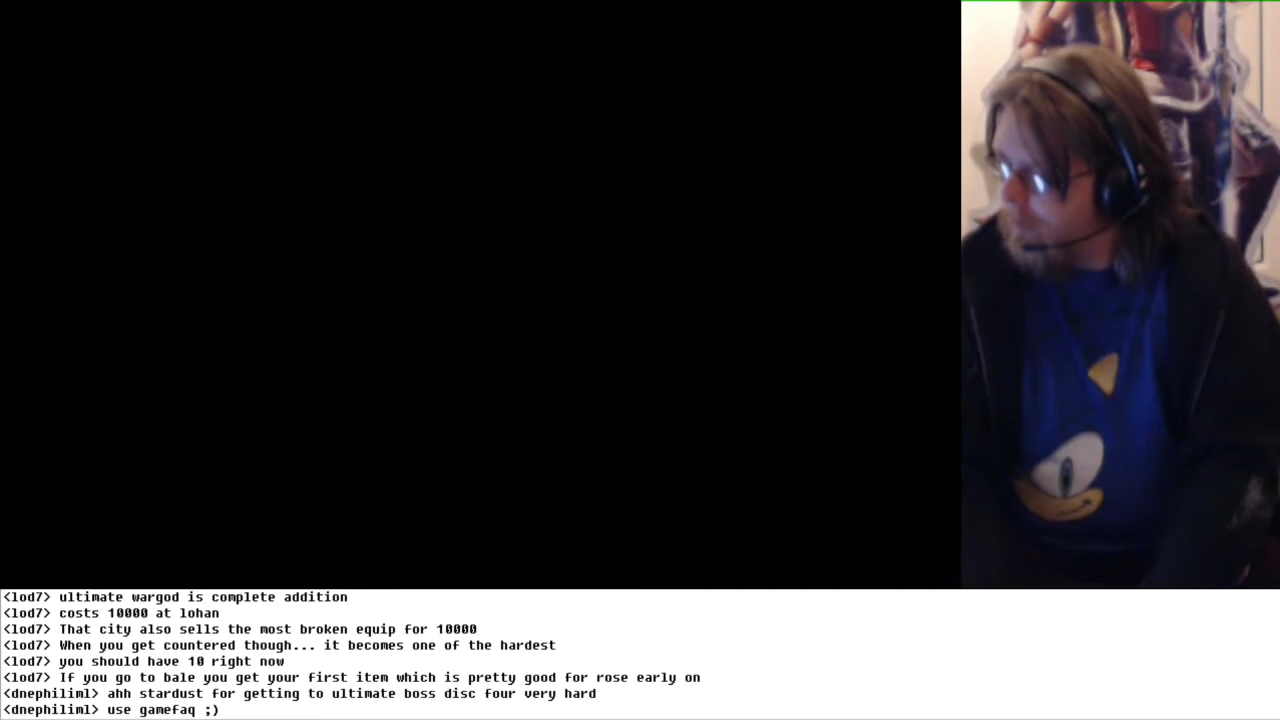 <lod7> ultimate wargod is complete addition
<lod7> costs 10000 at lohan
<lod7> That city also sells the most broken equip for 10000
<lod7> When you get countered though... it becomes one of the hardest
<lod7> you should have 10 right now
<lod7> If you go to bale you get your first item which is pretty good for rose early on
<dnephiliml> ahh stardust for getting to ultimate boss disc four very hard
<dnephiliml> use gamefaq ;)